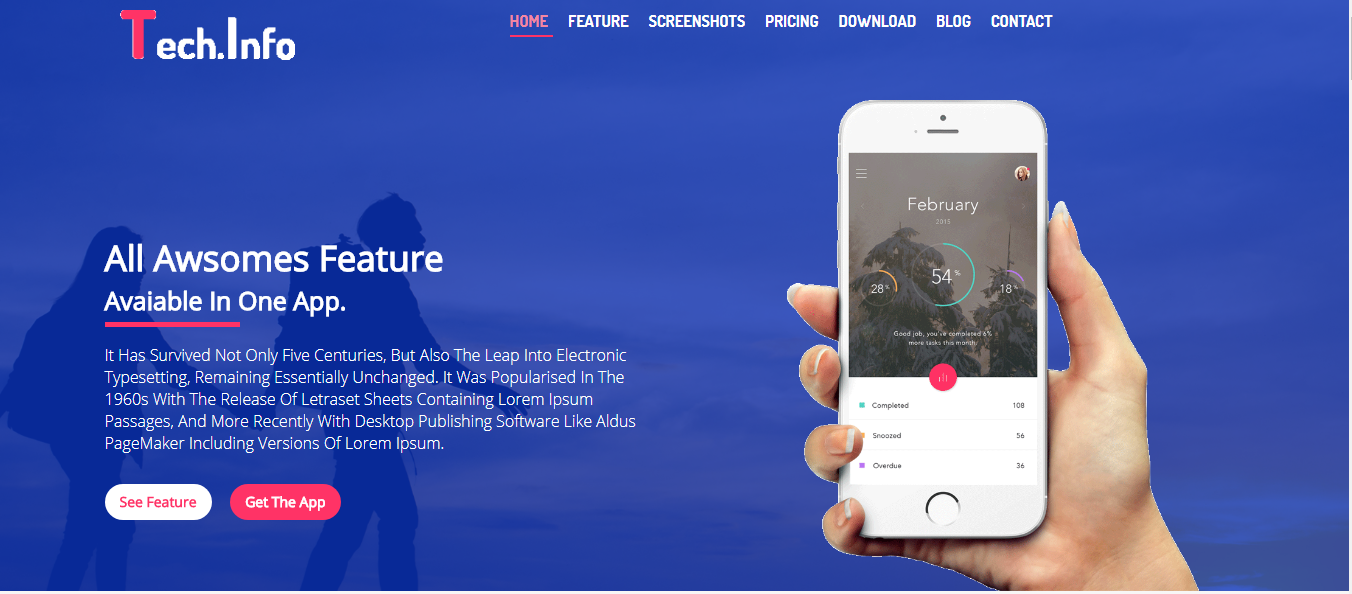 Tech.Info
HOME FEATURE SCREENSHOTS PRICING DOWNLOAD BLOG CONTACT
All Awsomes Feature
Avaiable In One App.
It Has Survived Not Only Five Centuries, But Also The Leap Into Electronic
Typesetting, Remaining Essentially Unchanged. It Was Popularised In The
1960s With The Release Of Letraset Sheets Containing Lorem Ipsum
Passages, And More Recently With Desktop Publishing Software Like Aldus
PageMaker Including Versions Of Lorem Ipsum.
See Feature Get The App
February
2015
28% 54% 18%
Good job, you've completed 6%
more tasks this month.
Completed 108
Snoozed 56
Overdue 36